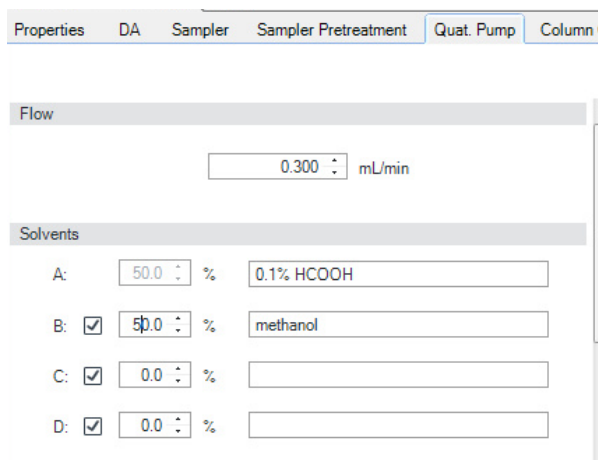 Properties DA Sampler Sampler Pretreatment Quat. Pump Column
Flow
0.300 mL/min
Solvents
A: 50.0 % 0.1% HCOOH
B: 50.0 % methanol
C: 0.0 %
D: 0.0 %